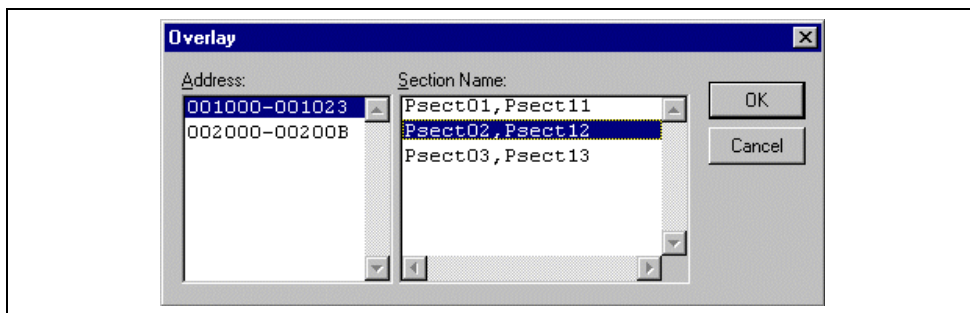 Overlay
Address:
Section Name:
001000-001023
002000-00200B
Psect01,Psect11
Psect02,Psect12
Psect03,Psect13
OK
Cancel